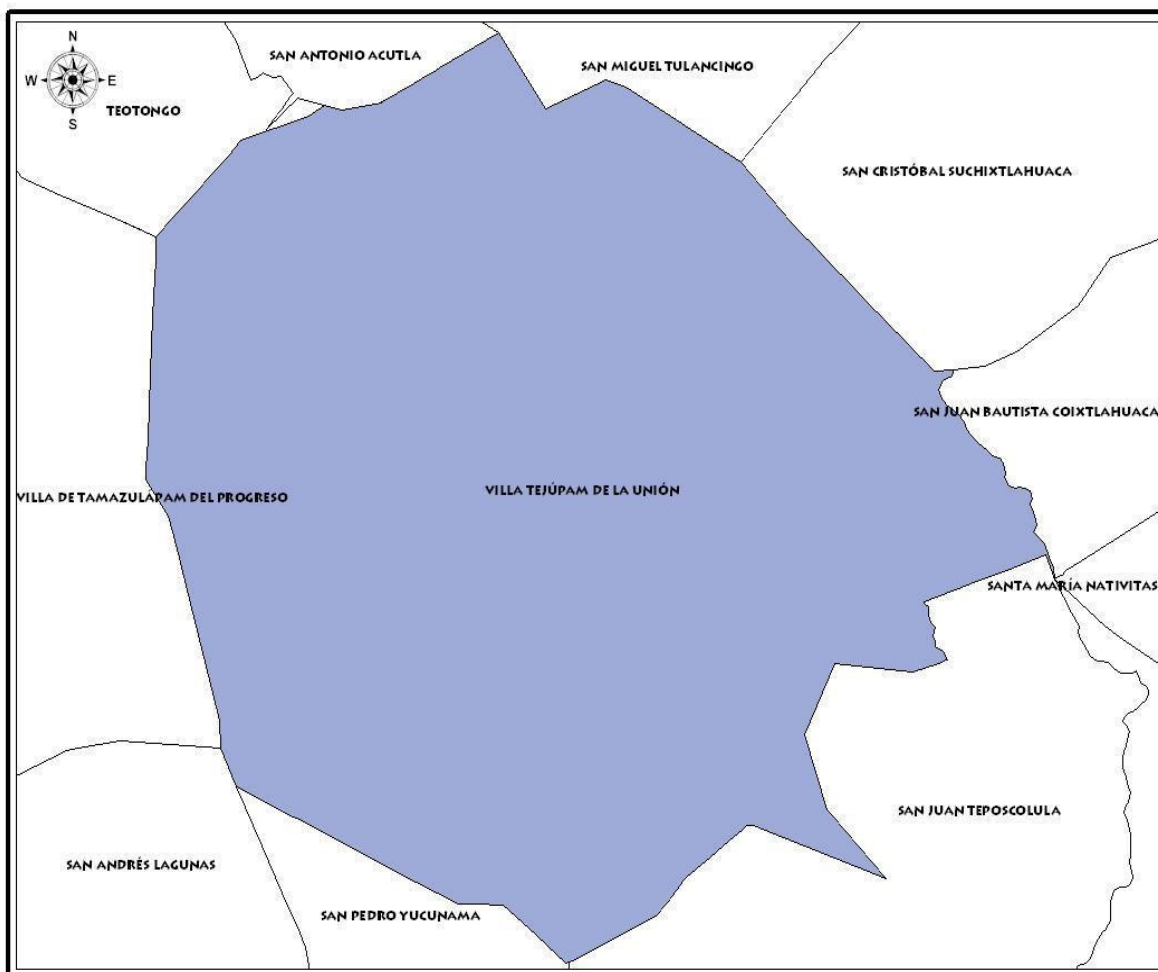 N
SAN ANTONIO ACUTLA
SAN MIGUEL TULANCINGO
W
E
TEOTONGO
S
SAN CRISTÓBAL SUCHIXTLAHUACA
SAN JUAN BAUTISTA COIXTLAHUACA
VILLA DE TAMAZULÁPAM DEL PROGRESO
VILLA TEJÚPAM DE LA UNIÓN
SANTA MARÍA NATIVITAS
SAN JUAN TEPOSCOLULA
SAN ANDRÉS LAGUNAS
SAN PEDRO YUCUNAMA